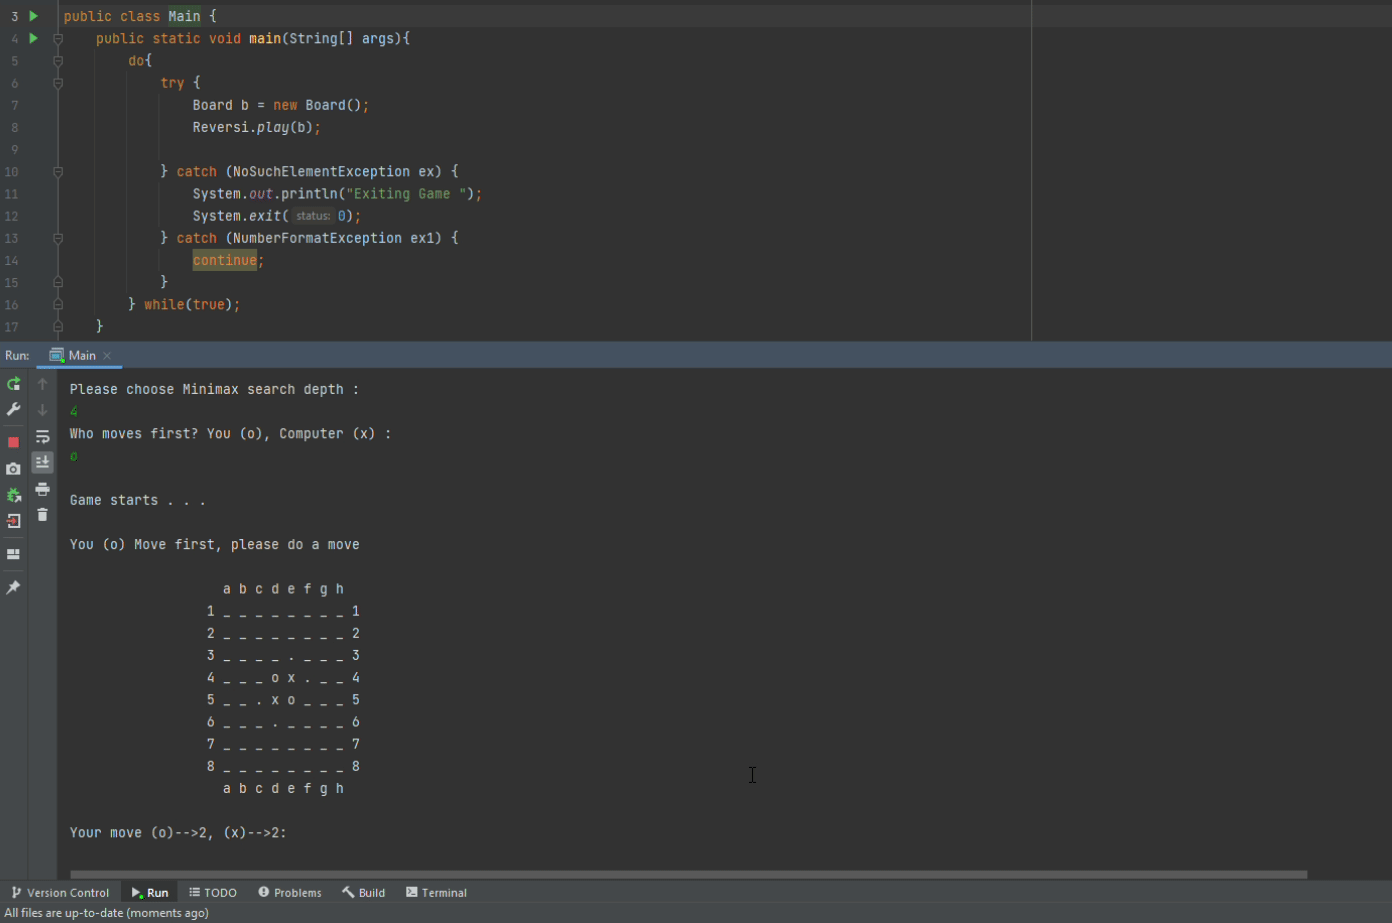 3 public class Main {
4 public static void main(String[] args){
5 do{
6 try {
7 Board b = new Board();
8 Reversi.play(b);
9
10 } catch (NoSuchElementException ex) {
11 System.out.println("Exiting Game ");
12 System.exit( status: 0);
13 } catch (NumberFormatException ex1) {
14 continue;
15 }
16 } while(true);
17 }
Run: Main
Please choose Minimax search depth :
4
Who moves first? You (o), Computer (x) :
o
Game starts . . .
You (o) Move first, please do a move
a b c d e f g h
1 _ _ _ _ _ _ _ _ 1
2 _ _ _ _ _ _ _ _ 2
3 _ _ _ _ . _ _ _ 3
4 _ _ _ o x . _ _ 4
5 _ _ . x o _ _ _ 5
6 _ _ _ . _ _ _ _ 6
7 _ _ _ _ _ _ _ _ 7
8 _ _ _ _ _ _ _ _ 8
a b c d e f g h
Your move (o)-->2, (x)-->2:
Version Control Run TODO Problems Build Terminal
All files are up-to-date (moments ago)